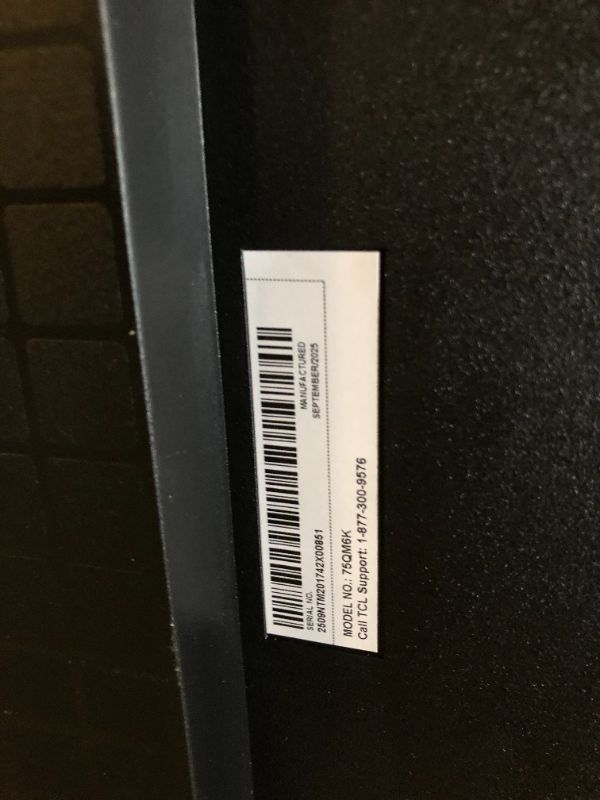 SERIAL NO.
2509NTM201742X00851
MANUFACTURED
SEPTEMBER/2025
MODEL NO.: 75QM6K
Call TCL Support: 1-877-300-9576